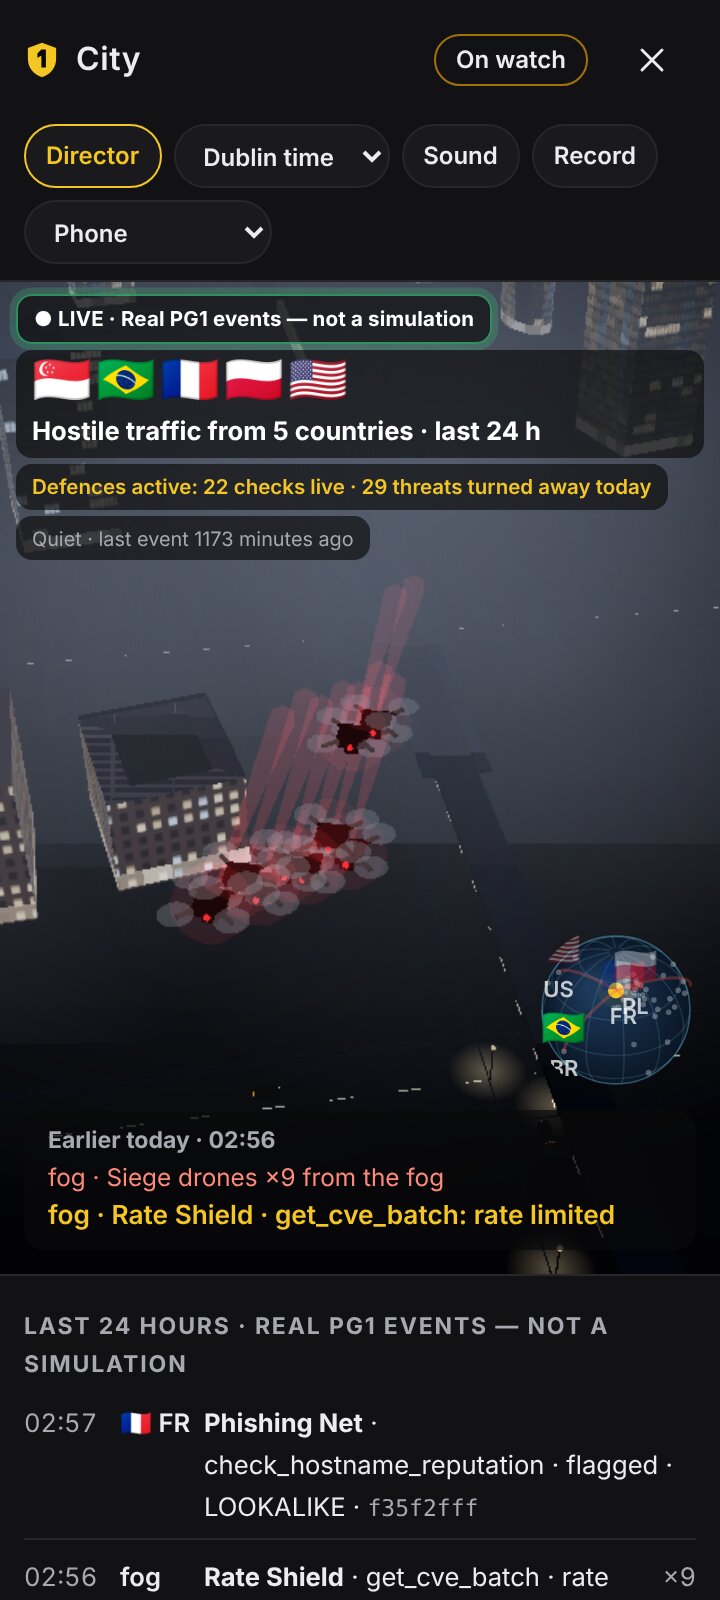 1 City
On watch
Director
Dublin time
Sound
Record
Phone
LIVE · Real PG1 events — not a simulation
Hostile traffic from 5 countries · last 24 h
Defences active: 22 checks live · 29 threats turned away today
Quiet · last event 1173 minutes ago
US
PL
FR
BR
Earlier today · 02:56
fog · Siege drones ×9 from the fog
fog · Rate Shield · get_cve_batch: rate limited
LAST 24 HOURS · REAL PG1 EVENTS — NOT A
SIMULATION
02:57 FR Phishing Net ·
check_hostname_reputation · flagged ·
LOOKALIKE · f35f2fff
02:56 fog Rate Shield · get_cve_batch · rate ×9